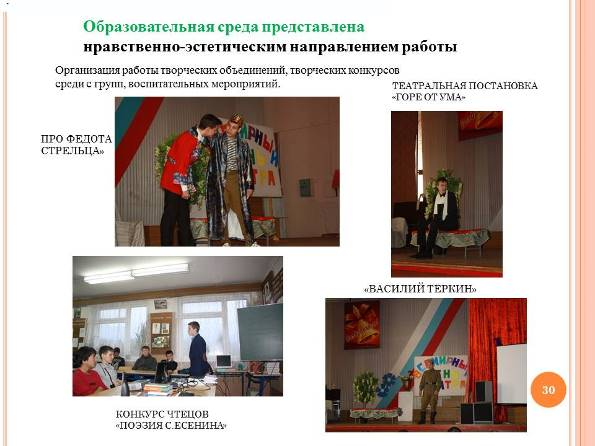 Образовательная среда представлена
нравственно-эстетическим направлением работы
Организация работы творческих объединений, творческих конкурсов
среди с групп, воспитательных мероприятий.
ТЕАТРАЛЬНАЯ ПОСТАНОВКА
«ГОРЕ ОТ УМА»
ПРО ФЕДОТА
СТРЕЛЬЦА»
«ВАСИЛИЙ ТЕРКИН»
30
КОНКУРС ЧТЕЦОВ
«ПОЭЗИЯ С.ЕСЕНИНА»